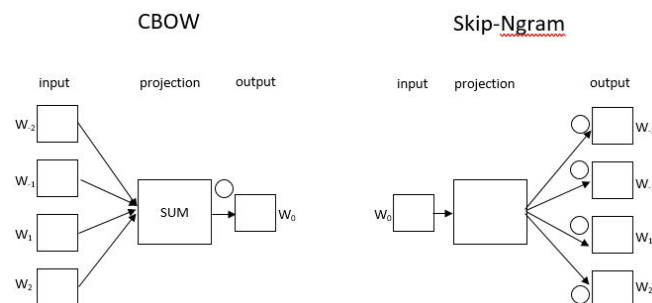 CBOW
input projection output
W-2
W-1
W1
W2
SUM
W0
Skip-Ngram
input projection output
W0
W-
W-
W1
W2